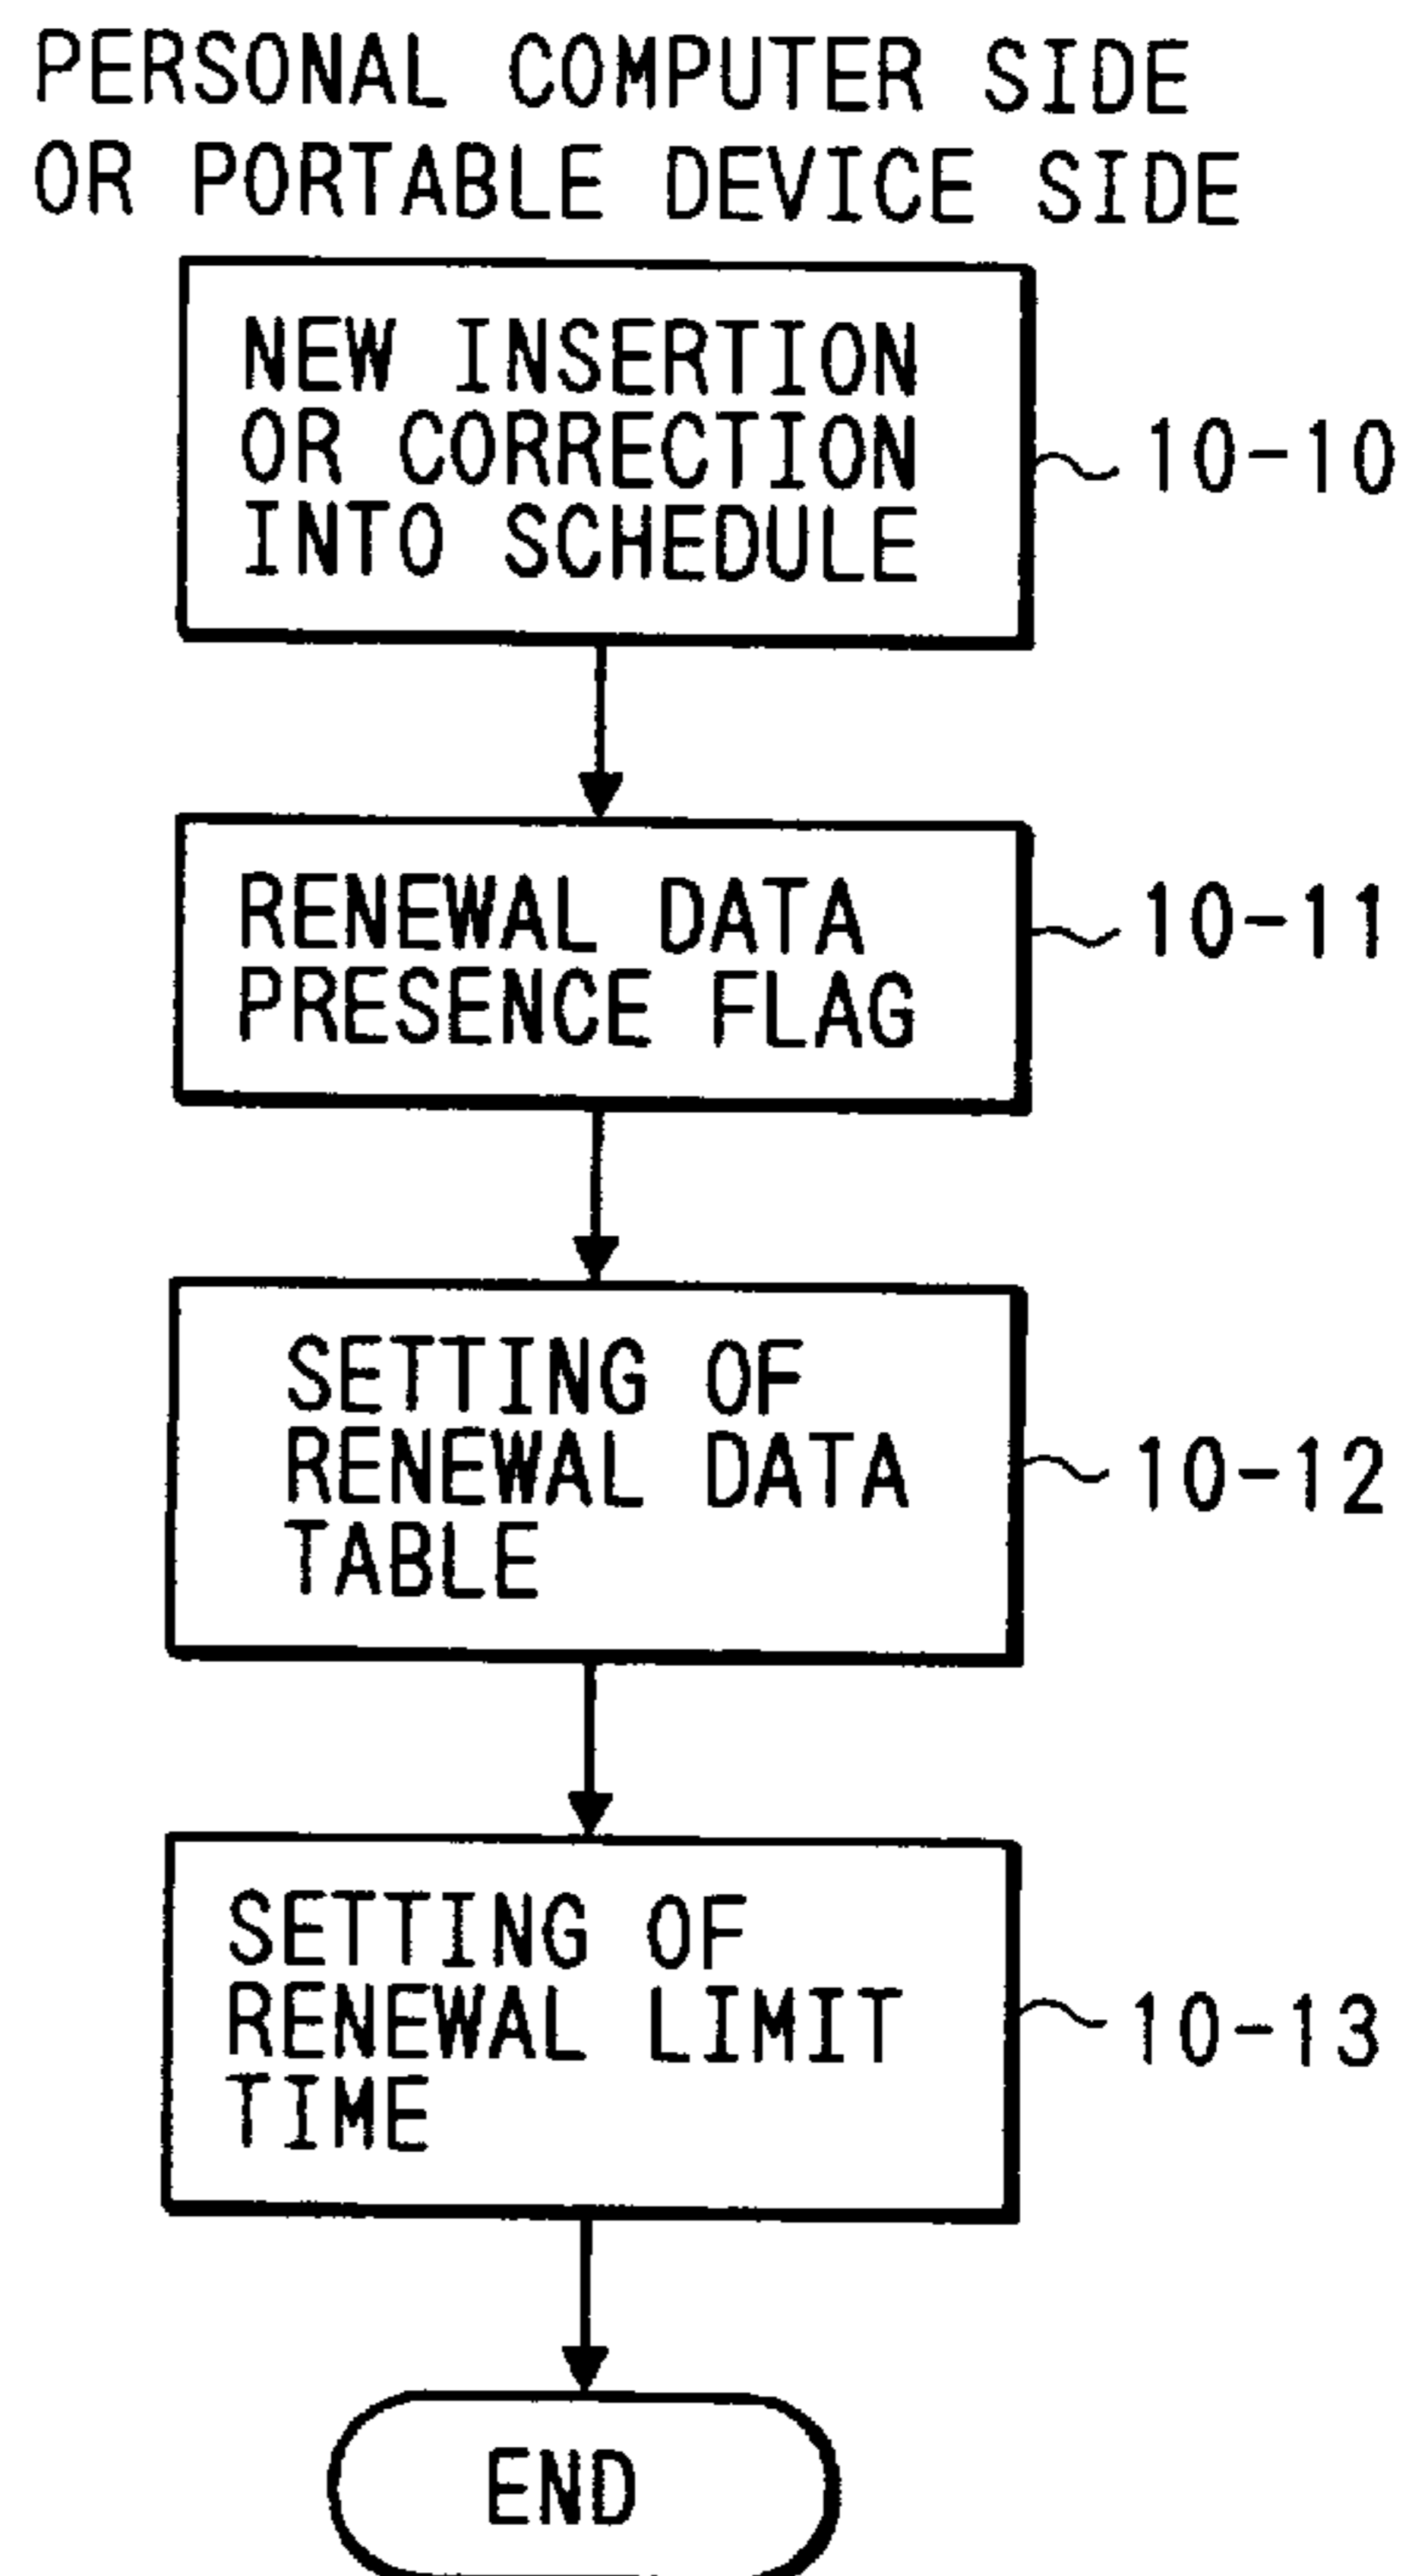 PERSONAL COMPUTER SIDE
OR PORTABLE DEVICE SIDE
NEW INSERTION
OR CORRECTION
INTO SCHEDULE
10-10
RENEWAL DATA
PRESENCE FLAG
10-11
SETTING OF
RENEWAL DATA
TABLE
10-12
SETTING OF
RENEWAL LIMIT
TIME
10-13
END